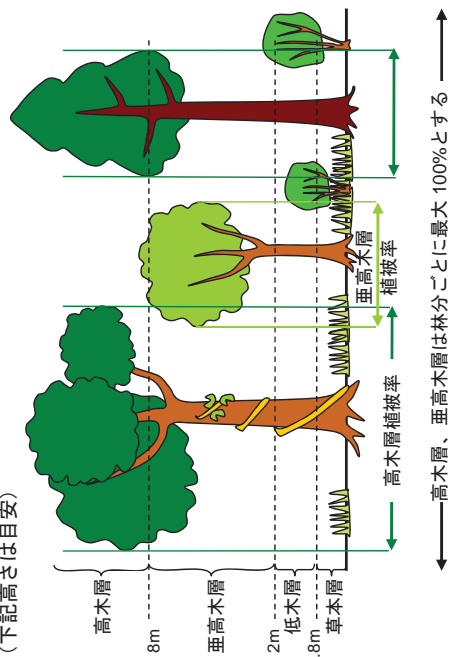 (下記高さは目安)
高木層
8m
亜高木層
2m
低木層
.8m
草本層
高木層植被率
亜高木層
植被率
高木層、亜高木層は林分ごとに最大100%とする